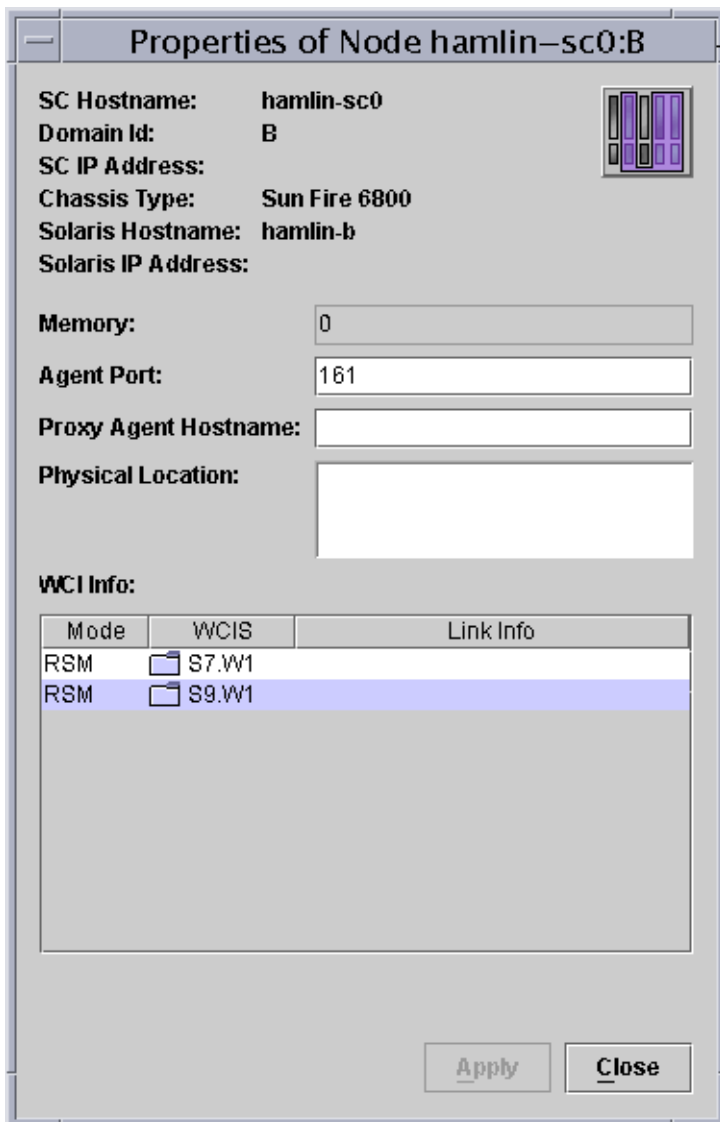 Properties of Node hamlin−sc0:B
SC Hostname: hamlin-sc0
Domain Id: B
SC IP Address:
Chassis Type: Sun Fire 6800
Solaris Hostname: hamlin-b
Solaris IP Address:
Memory: 0
Agent Port: 161
Proxy Agent Hostname:
Physical Location:
WCI Info:
Mode WCIS Link Info
RSM S7.W1
RSM S9.W1
Apply Close